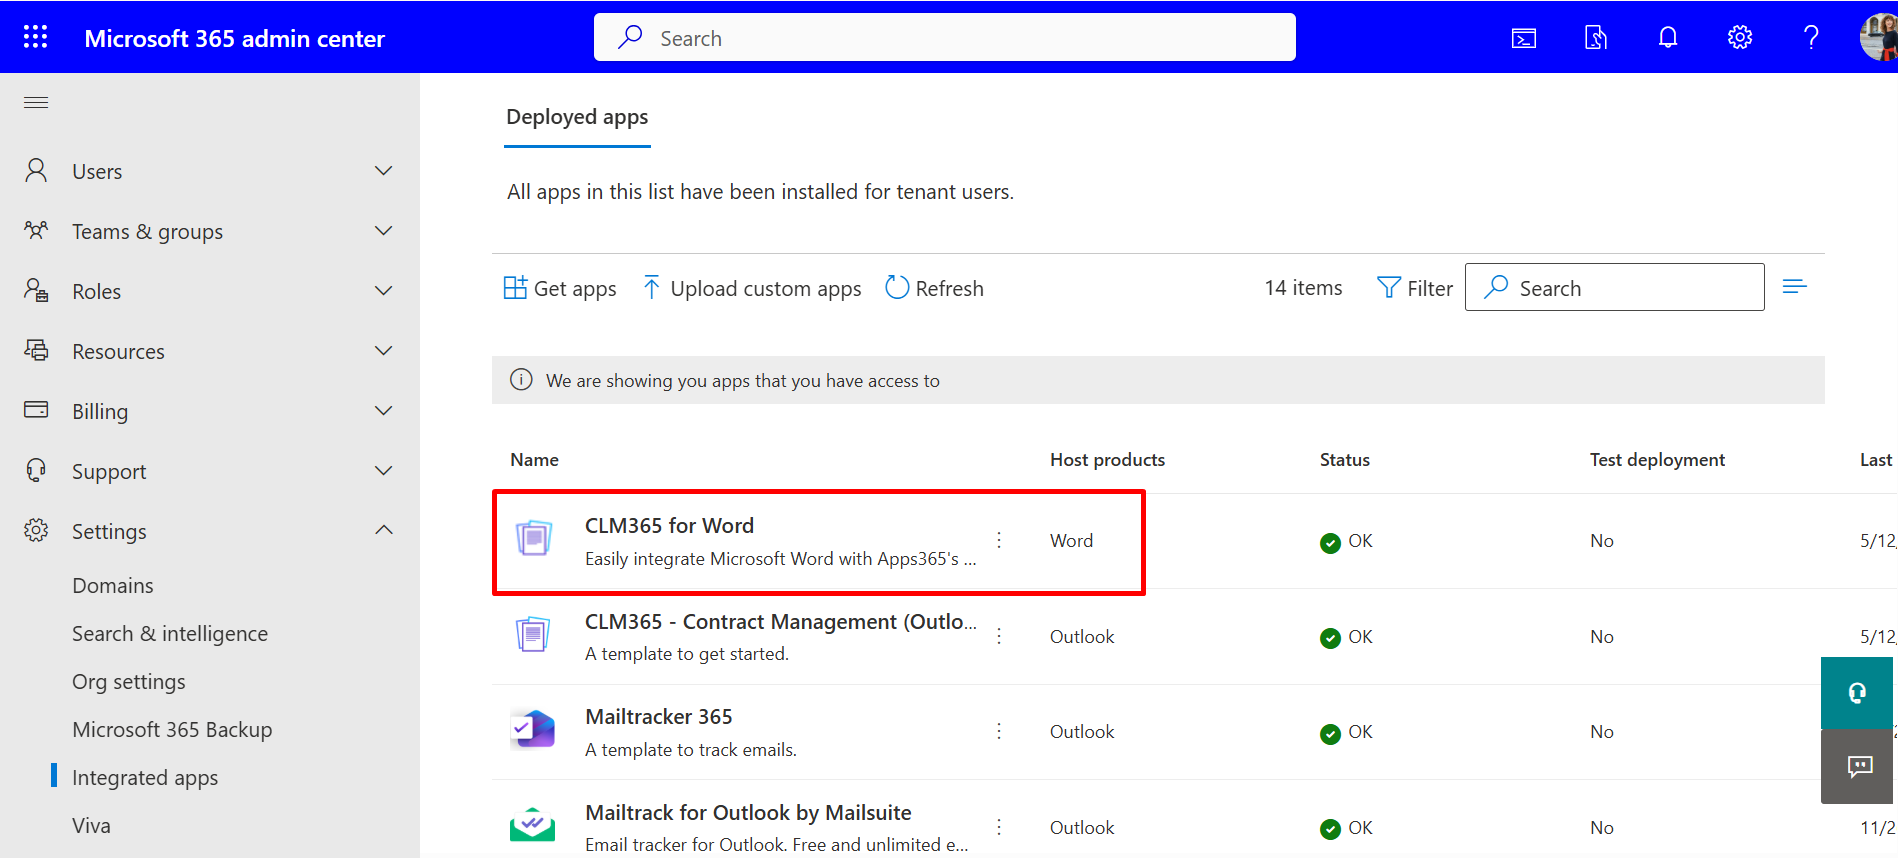 Microsoft 365 admin center
Search
Users
Teams & groups
Roles
Resources
Billing
Support
Settings
Domains
Search & intelligence
Org settings
Microsoft 365 Backup
Integrated apps
Viva
Deployed apps
All apps in this list have been installed for tenant users.
Get apps Upload custom apps Refresh 14 items Filter Search
We are showing you apps that you have access to
Name Host products Status Test deployment Last
CLM365 for Word
Easily integrate Microsoft Word with Apps365's ...
Word OK No 5/12,
CLM365 - Contract Management (Outlo...
A template to get started.
Outlook OK No 5/12,
Mailtracker 365
A template to track emails.
Outlook OK No
Mailtrack for Outlook by Mailsuite
Email tracker for Outlook. Free and unlimited e...
Outlook OK No 11/2